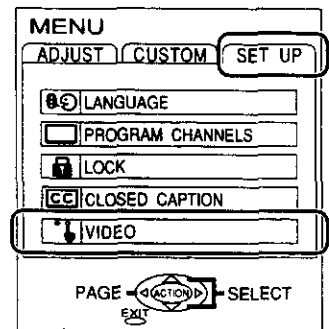 MENU
ADJUST CUSTOM SET UP
LANGUAGE
PROGRAM CHANNELS
LOCK
CC CLOSED CAPTION
VIDEO
PAGE ACTION SELECT
EXIT